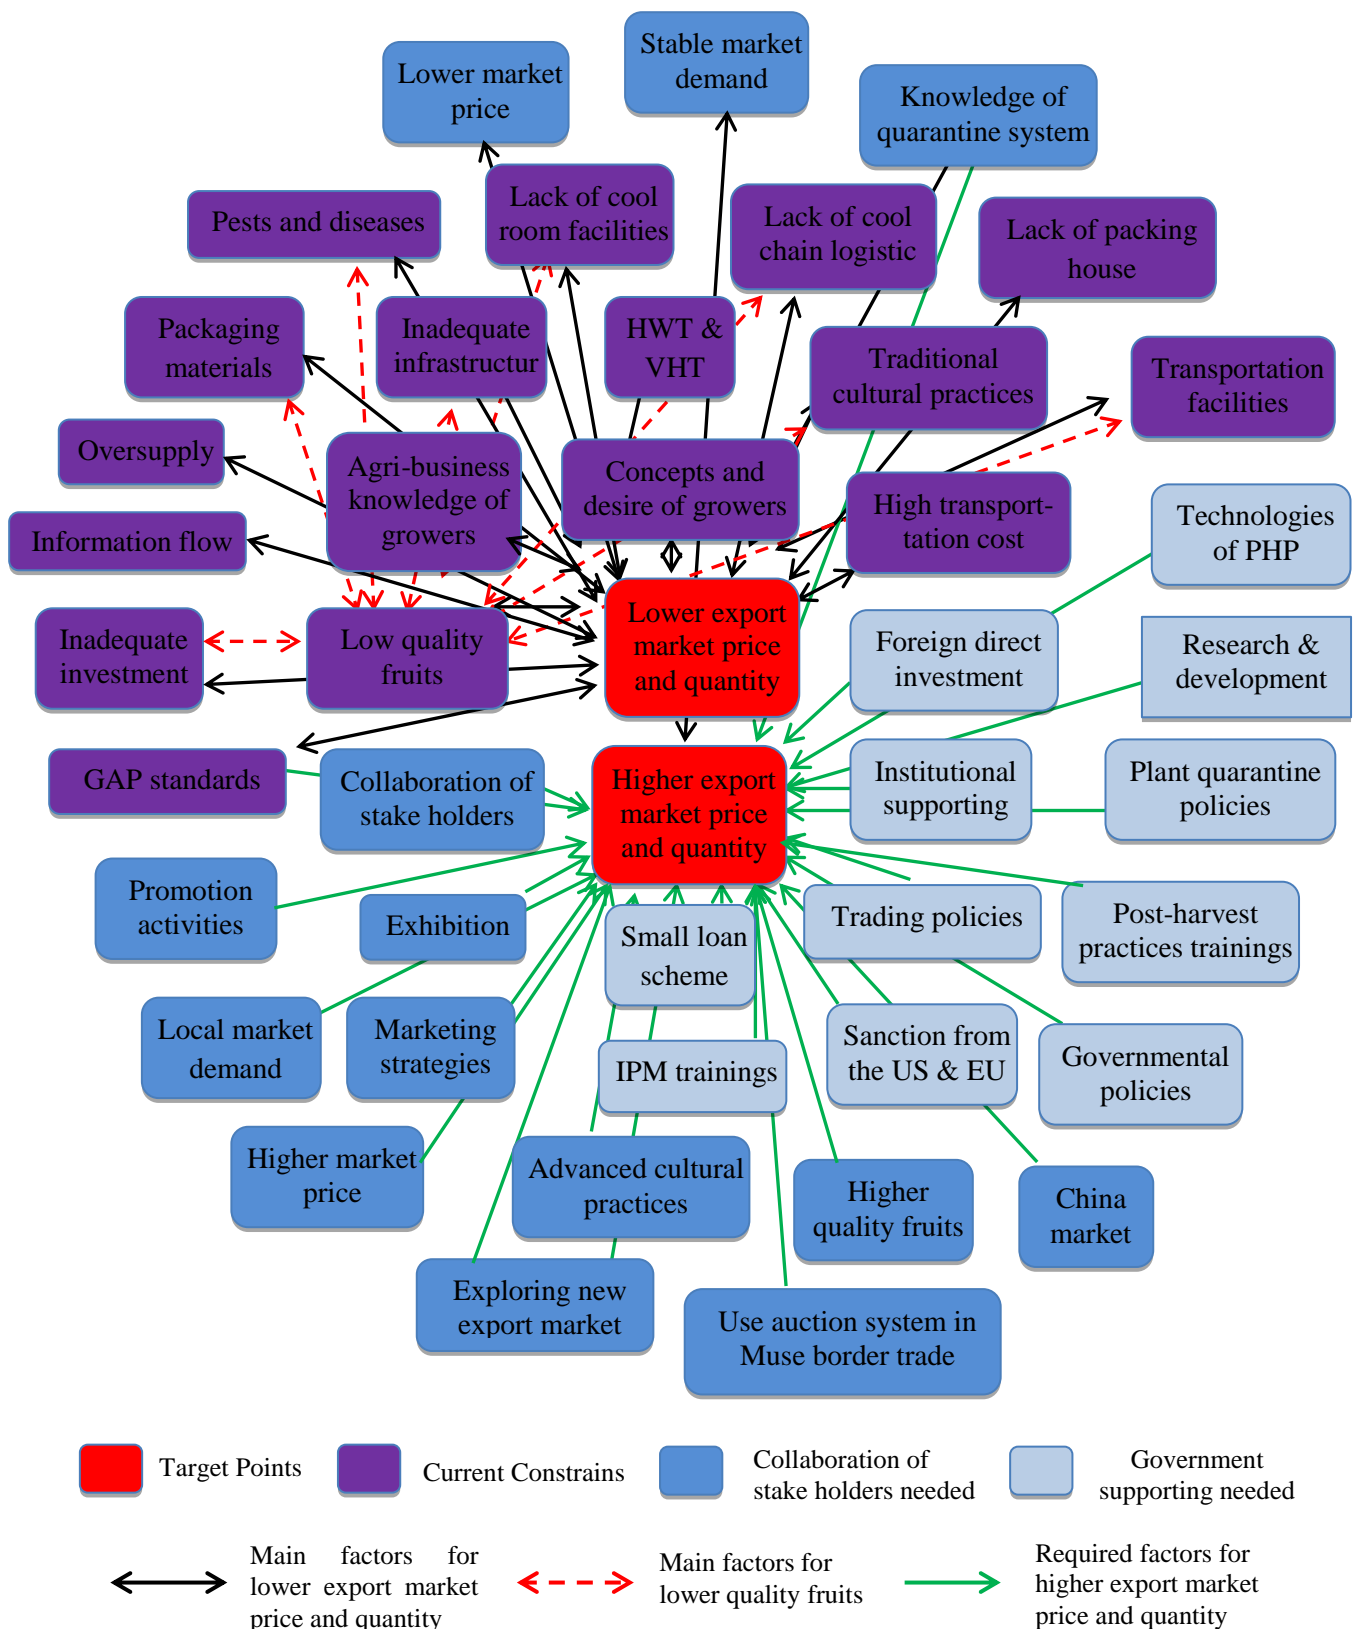 Stable market
demand
Lower market
price
Knowledge of
quarantine system
Pests and diseases
Lack of cool
room facilities
Lack of cool
chain logistic
Lack of packing
house
Packaging
materials
Inadequate
infrastructur
HWT &
VHT
Traditional
cultural practices
Transportation
facilities
Oversupply
Agri-business
knowledge of
growers
Concepts and
desire of growers
High transport-
tation cost
Technologies
of PHP
Information flow
Inadequate
investment
Low quality
fruits
Lower export
market price
and quantity
Foreign direct
investment
Research &
development
GAP standards
Collaboration of
stake holders
Higher export
market price
and quantity
Institutional
supporting
Plant quarantine
policies
Promotion
activities
Exhibition
Small loan
scheme
Trading policies
Post-harvest
practices trainings
Local market
demand
Marketing
strategies
IPM trainings
Sanction from
the US & EU
Governmental
policies
Higher market
price
Advanced cultural
practices
Higher
quality fruits
China
market
Exploring new
export market
Use auction system in
Muse border trade
Target Points
Current Constrains
Collaboration of
stake holders needed
Government
supporting needed
Main factors for
lower export market
price and quantity
Main factors for
lower quality fruits
Required factors for
higher export market
price and quantity